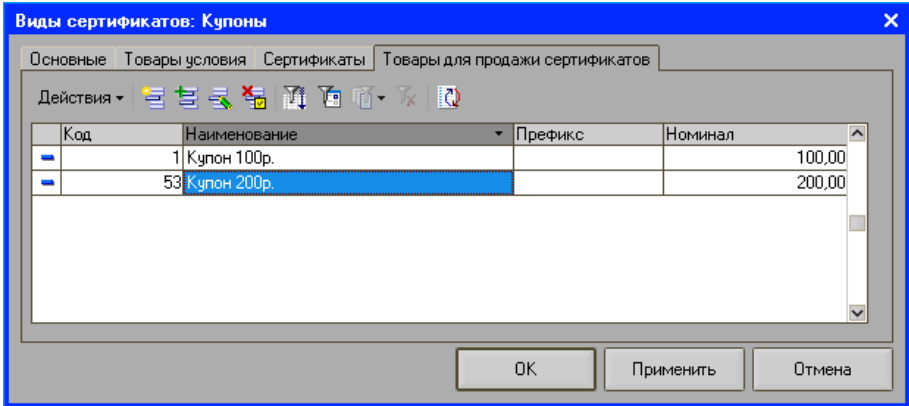 Виды сертификатов: Купоны
Основные Товары условия Сертификаты Товары для продажи сертификатов
Действия
Код Наименование Префикс Номинал
1 Купон 100р. 100,00
53 Купон 200р. 200,00
OK Применить Отмена